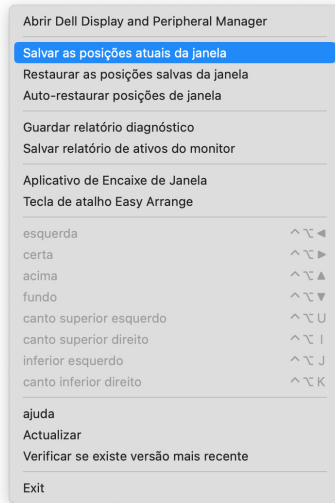 Abrir Dell Display and Peripheral Manager
Salvar as posições atuais da janela
Restaurar as posições salvas da janela
Auto-restaurar posições de janela
Guardar relatório diagnóstico
Salvar relatório de ativos do monitor
Aplicativo de Encaixe de Janela
Tecla de atalho Easy Arrange
esquerda ^⌥◀
certa ^⌥▶
acima ^⌥▲
fundo ^⌥▼
canto superior esquerdo ^⌥U
canto superior direito ^⌥I
inferior esquerdo ^⌥J
canto inferior direito ^⌥K
ajuda
Actualizar
Verificar se existe versão mais recente
Exit